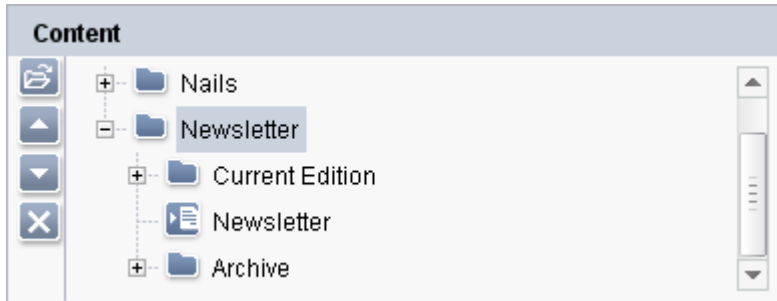 Content
Nails
Newsletter
Current Edition
Newsletter
Archive